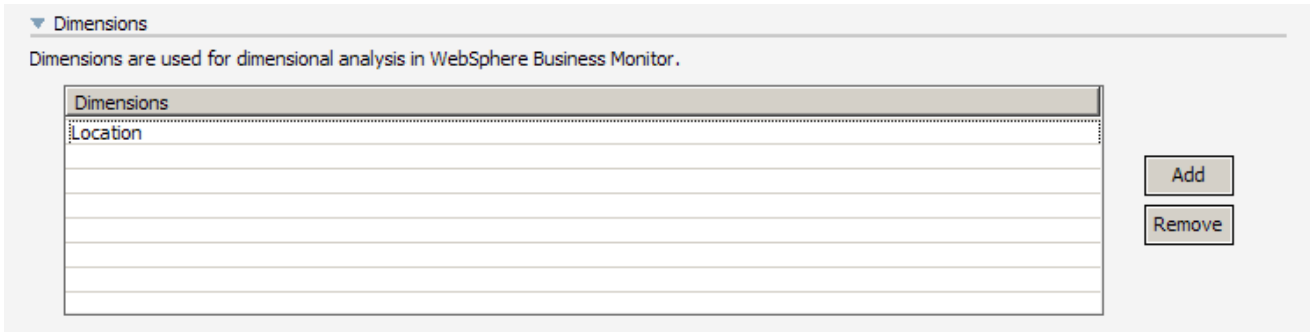 Dimensions
Dimensions are used for dimensional analysis in WebSphere Business Monitor.
Dimensions
Location
Add
Remove